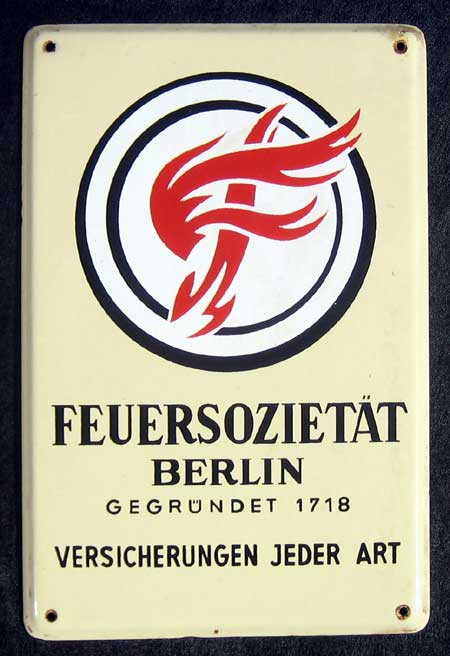 FEUERSOZIETÄT
BERLIN
GEGRÜNDET 1718
VERSICHERUNGEN JEDER ART